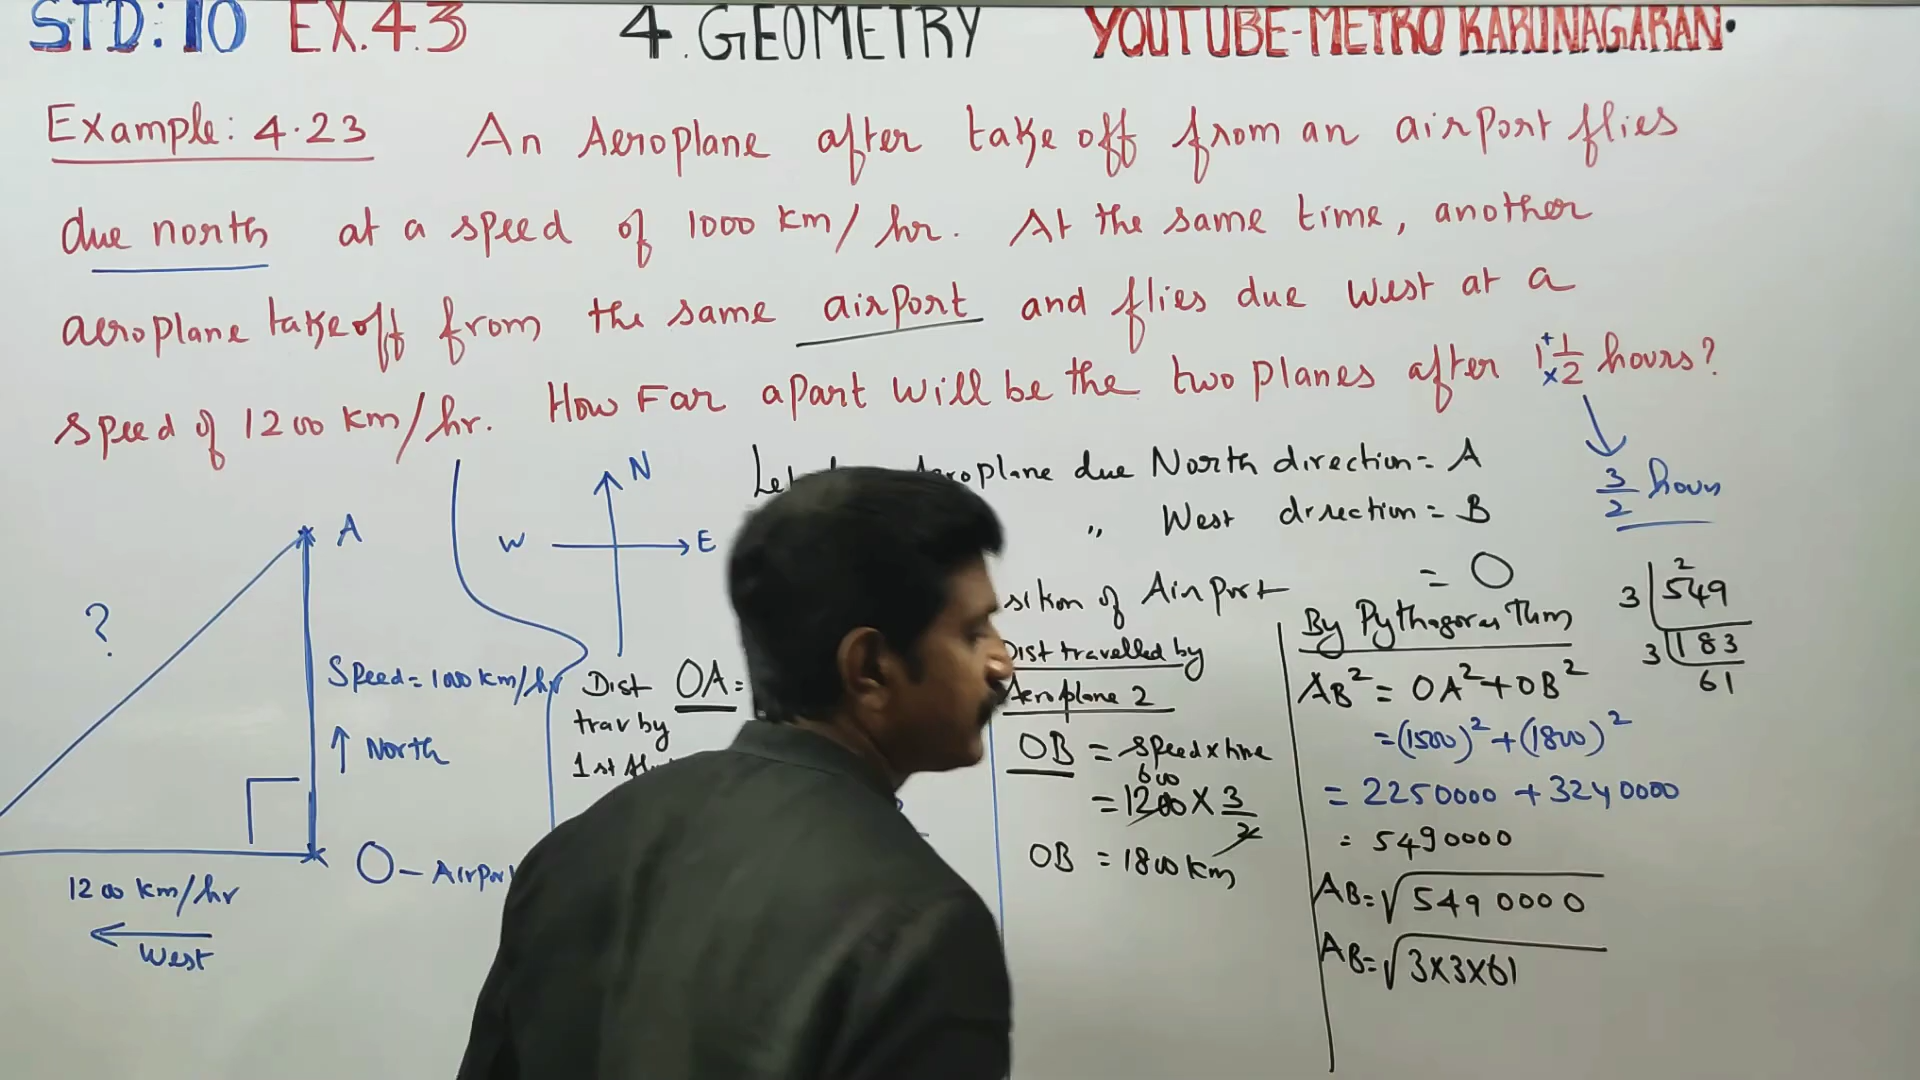 STD: 10 EX.4.3 4. GEOMETRY YOUTUBE-METRO KARUNAGARAN.
Example: 4.23 An Aeroplane after take off from an airport flies
due north at a speed of 1000 km/hr. At the same time, another
aeroplane takeoff from the same airport and flies due west at a
speed of 1200 km/hr. How Far apart will be the two planes after 1 1/2 hours?
+
×
3/2 hours
N
W E
A
?
Speed = 1000 km/hr
↑ North
O - Airport
1200 km/hr
← West
Aeroplane due North direction = A
,, West direction = B
of Airport = O
Dist OA =
trav by
1st
Dist travelled by
Aeroplane 2
OB = speed x time
600
= 1200 x 3/2
OB = 1800 km
By Pythagoras Thm
AB² = OA² + OB²
= (1500)² + (1800)²
= 2250000 + 3240000
= 5490000
AB = √5490000
AB = √3x3x61
2
3 549
3 183
61